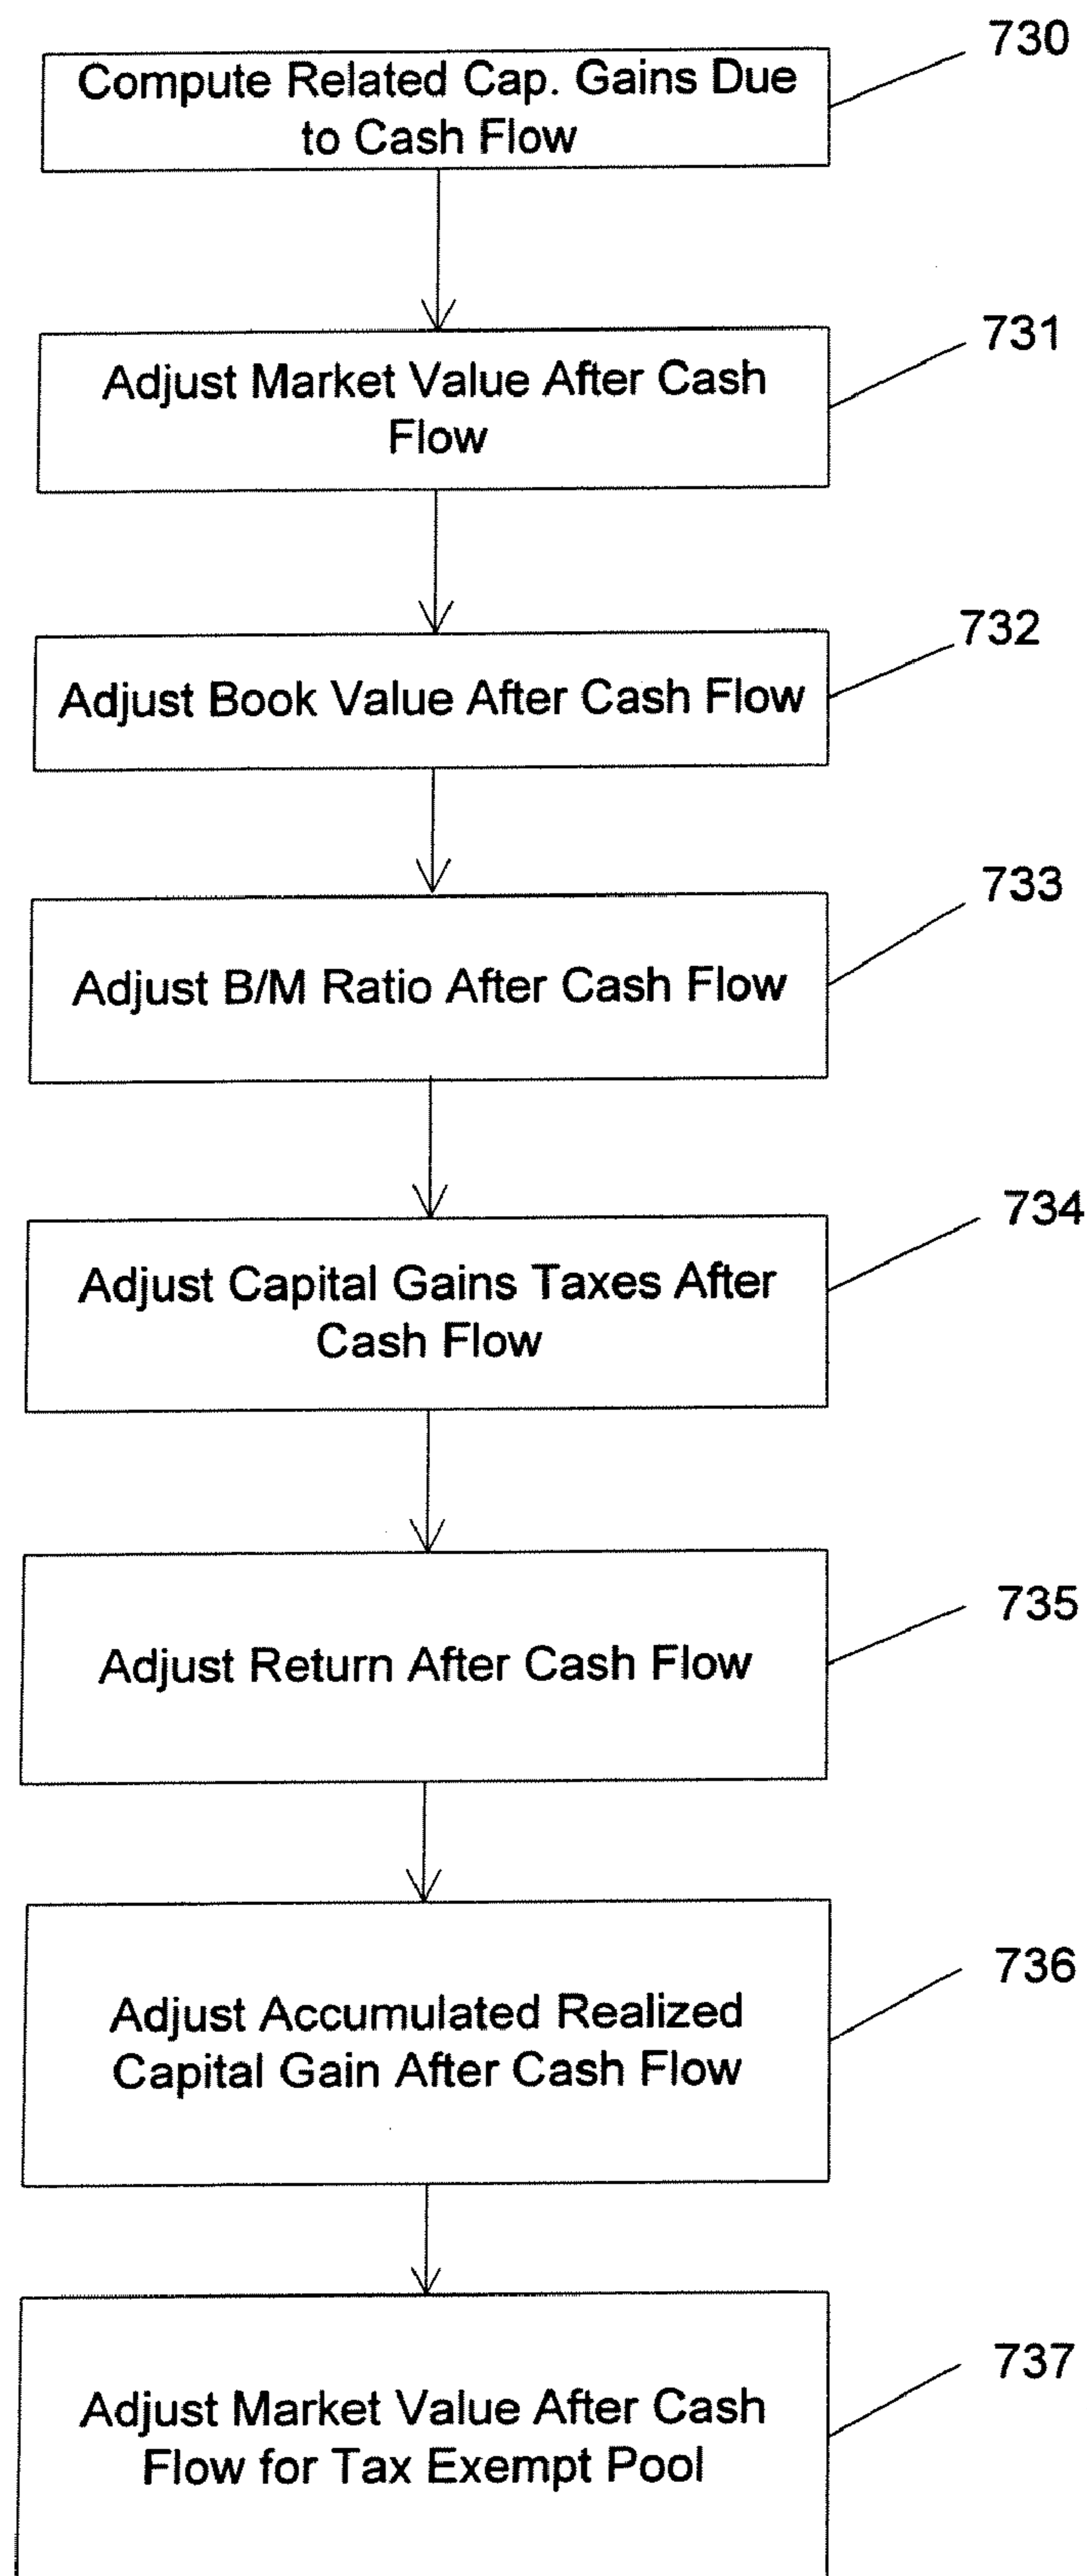 730
Compute Related Cap. Gains Due
to Cash Flow
731
Adjust Market Value After Cash
Flow
732
Adjust Book Value After Cash Flow
733
Adjust B/M Ratio After Cash Flow
734
Adjust Capital Gains Taxes After
Cash Flow
735
Adjust Return After Cash Flow
736
Adjust Accumulated Realized
Capital Gain After Cash Flow
737
Adjust Market Value After Cash
Flow for Tax Exempt Pool